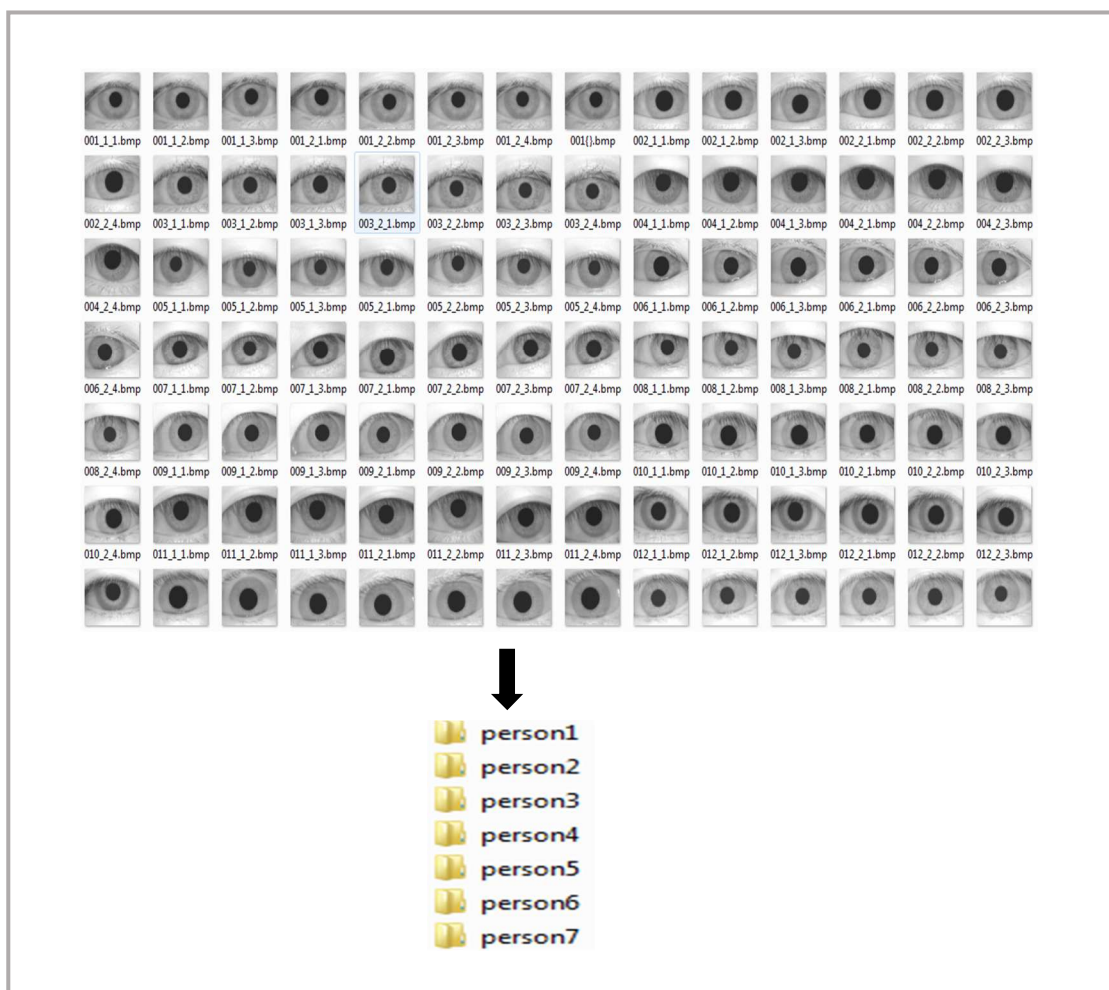 001_1_1.bmp 001_1_2.bmp 001_1_3.bmp 001_2_1.bmp 001_2_2.bmp 001_2_3.bmp 001_2_4.bmp 001().bmp 002_1_1.bmp 002_1_2.bmp 002_1_3.bmp 002_2_1.bmp 002_2_2.bmp 002_2_3.bmp
002_2_4.bmp 003_1_1.bmp 003_1_2.bmp 003_1_3.bmp 003_2_1.bmp 003_2_2.bmp 003_2_3.bmp 003_2_4.bmp 004_1_1.bmp 004_1_2.bmp 004_1_3.bmp 004_2_1.bmp 004_2_2.bmp 004_2_3.bmp
004_2_4.bmp 005_1_1.bmp 005_1_2.bmp 005_1_3.bmp 005_2_1.bmp 005_2_2.bmp 005_2_3.bmp 005_2_4.bmp 006_1_1.bmp 006_1_2.bmp 006_1_3.bmp 006_2_1.bmp 006_2_2.bmp 006_2_3.bmp
006_2_4.bmp 007_1_1.bmp 007_1_2.bmp 007_1_3.bmp 007_2_1.bmp 007_2_2.bmp 007_2_3.bmp 007_2_4.bmp 008_1_1.bmp 008_1_2.bmp 008_1_3.bmp 008_2_1.bmp 008_2_2.bmp 008_2_3.bmp
008_2_4.bmp 009_1_1.bmp 009_1_2.bmp 009_1_3.bmp 009_2_1.bmp 009_2_2.bmp 009_2_3.bmp 009_2_4.bmp 010_1_1.bmp 010_1_2.bmp 010_1_3.bmp 010_2_1.bmp 010_2_2.bmp 010_2_3.bmp
010_2_4.bmp 011_1_1.bmp 011_1_2.bmp 011_1_3.bmp 011_2_1.bmp 011_2_2.bmp 011_2_3.bmp 011_2_4.bmp 012_1_1.bmp 012_1_2.bmp 012_1_3.bmp 012_2_1.bmp 012_2_2.bmp 012_2_3.bmp
person1
person2
person3
person4
person5
person6
person7